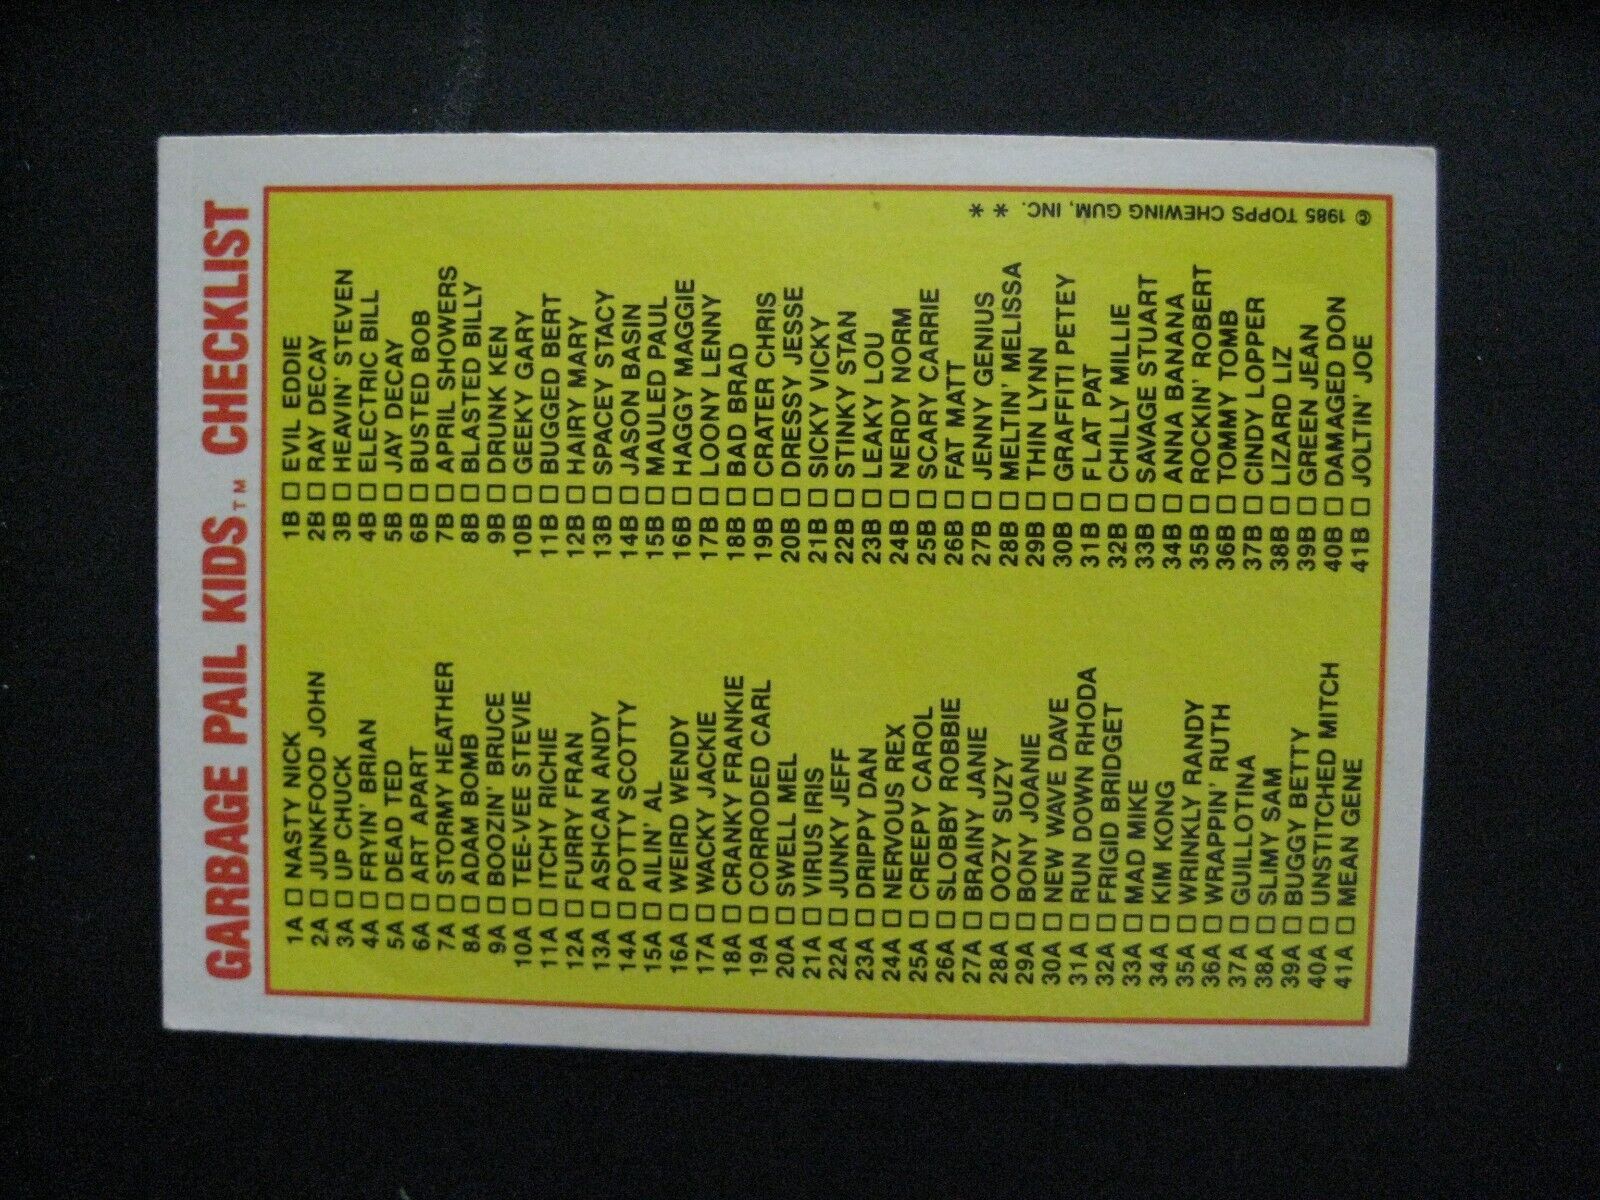 GARBAGE PAIL KIDS™ CHECKLIST
1A □ NASTY NICK
2A □ JUNKFOOD JOHN
3A □ UP CHUCK
4A □ FRYIN' BRIAN
5A □ DEAD TED
6A □ ART APART
7A □ STORMY HEATHER
8A □ ADAM BOMB
9A □ BOOZIN' BRUCE
10A □ TEE-VEE STEVIE
11A □ ITCHY RICHIE
12A □ FURRY FRAN
13A □ ASHCAN ANDY
14A □ POTTY SCOTTY
15A □ AILIN' AL
16A □ WEIRD WENDY
17A □ WACKY JACKIE
18A □ CRANKY FRANKIE
19A □ CORRODED CARL
20A □ SWELL MEL
21A □ VIRUS IRIS
22A □ JUNKY JEFF
23A □ DRIPPY DAN
24A □ NERVOUS REX
25A □ CREEPY CAROL
26A □ SLOBBY ROBBIE
27A □ BRAINY JANIE
28A □ OOZY SUZY
29A □ BONY JOANIE
30A □ NEW WAVE DAVE
31A □ RUN DOWN RHODA
32A □ FRIGID BRIDGET
33A □ MAD MIKE
34A □ KIM KONG
35A □ WRINKLY RANDY
36A □ WRAPPIN' RUTH
37A □ GUILLOTINA
38A □ SLIMY SAM
39A □ BUGGY BETTY
40A □ UNSTITCHED MITCH
41A □ MEAN GENE
1B □ EVIL EDDIE
2B □ RAY DECAY
3B □ HEAVIN' STEVEN
4B □ ELECTRIC BILL
5B □ JAY DECAY
6B □ BUSTED BOB
7B □ APRIL SHOWERS
8B □ BLASTED BILLY
9B □ DRUNK KEN
10B □ GEEKY GARY
11B □ BUGGED BERT
12B □ HAIRY MARY
13B □ SPACEY STACY
14B □ JASON BASIN
15B □ MAULED PAUL
16B □ HAGGY MAGGIE
17B □ LOONY LENNY
18B □ BAD BRAD
19B □ CRATER CHRIS
20B □ DRESSY JESSE
21B □ SICKY VICKY
22B □ STINKY STAN
23B □ LEAKY LOU
24B □ NERDY NORM
25B □ SCARY CARRIE
26B □ FAT MATT
27B □ JENNY GENIUS
28B □ MELTIN' MELISSA
29B □ THIN LYNN
30B □ GRAFFITI PETEY
31B □ FLAT PAT
32B □ CHILLY MILLIE
33B □ SAVAGE STUART
34B □ ANNA BANANA
35B □ ROCKIN' ROBERT
36B □ TOMMY TOMB
37B □ CINDY LOPPER
38B □ LIZARD LIZ
39B □ GREEN JEAN
40B □ DAMAGED DON
41B □ JOLTIN' JOE
© 1985 TOPPS CHEWING GUM, INC. * *